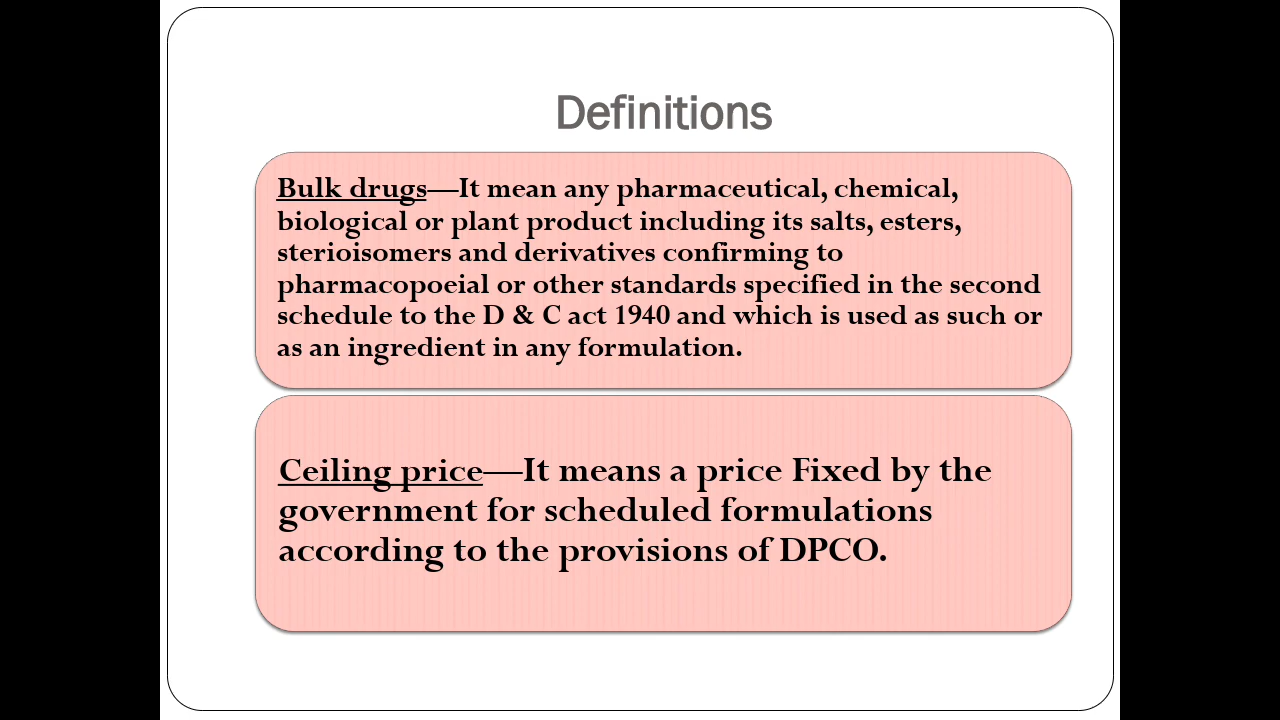 Definitions
Bulk drugs—It mean any pharmaceutical, chemical,
biological or plant product including its salts, esters,
sterioisomers and derivatives confirming to
pharmacopoeial or other standards specified in the second
schedule to the D & C act 1940 and which is used as such or
as an ingredient in any formulation.
Ceiling price—It means a price Fixed by the
government for scheduled formulations
according to the provisions of DPCO.